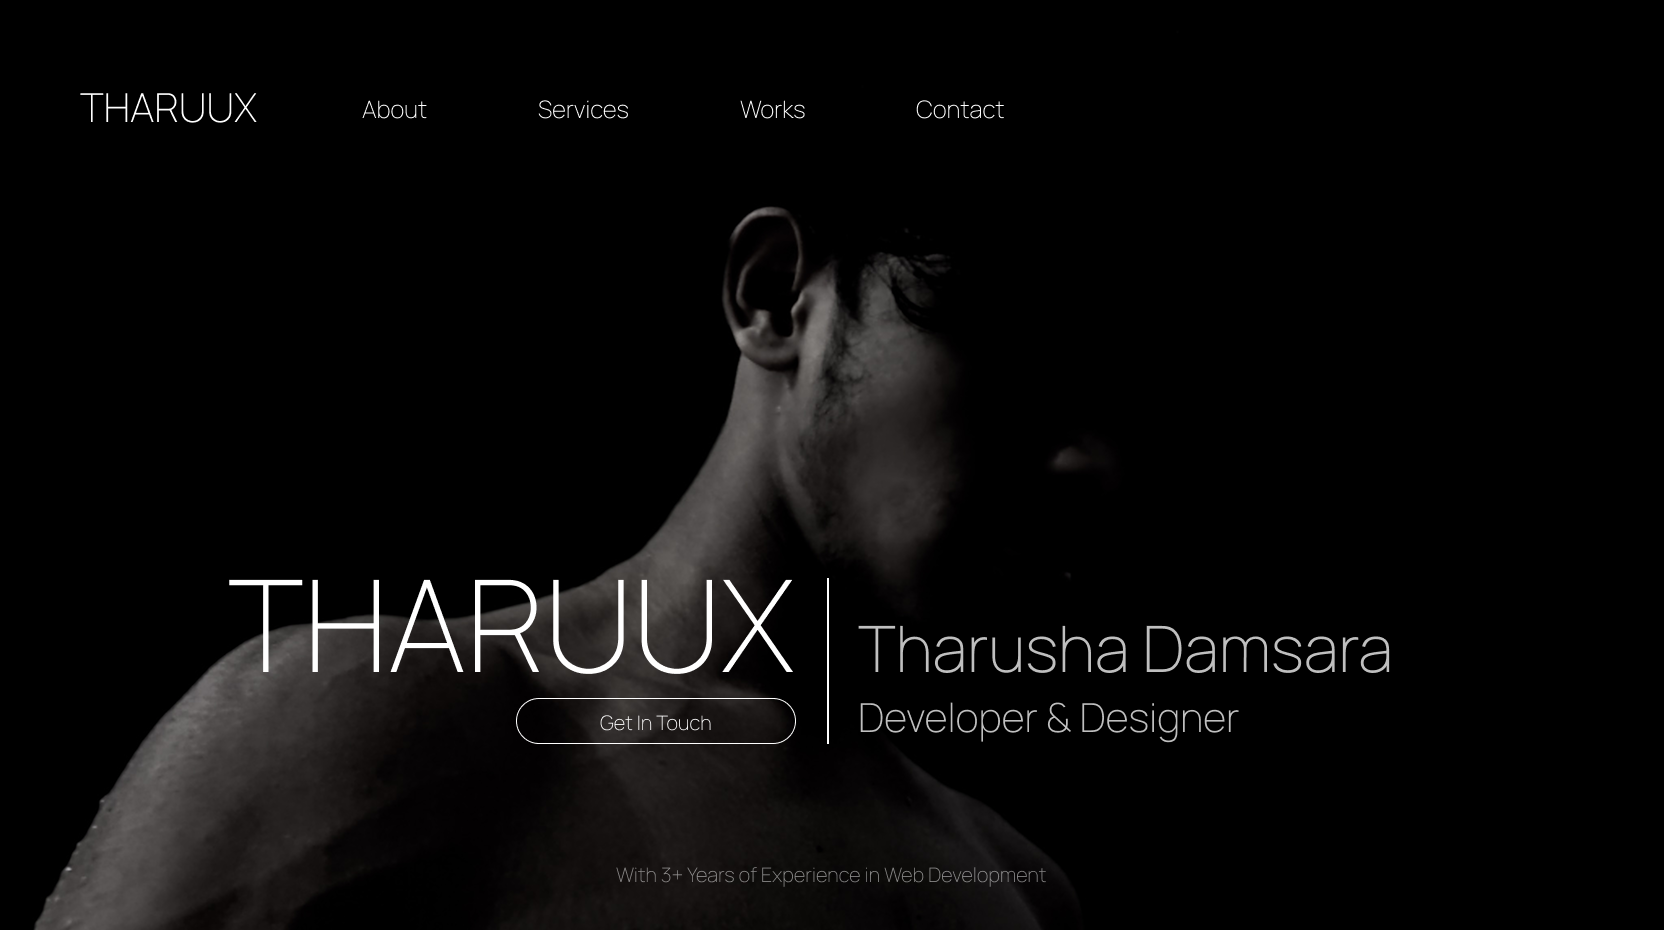 THARUUX About Services Works Contact
THARUUX
Tharusha Damsara
Get In Touch
Developer & Designer
With 3+ Years of Experience in Web Development